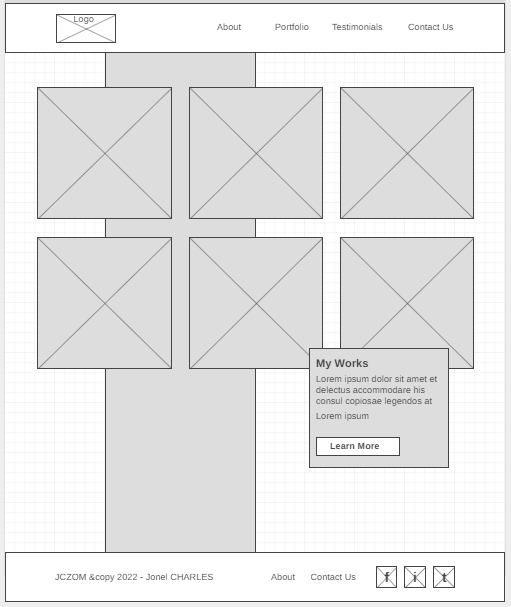 Logo
About Portfolio Testimonials Contact Us
My Works
Lorem ipsum dolor sit amet et
delectus accommodare his
consul copiosae legendos at
Lorem ipsum
Learn More
JCZOM &copy 2022 - Jonel CHARLES About Contact Us f i t